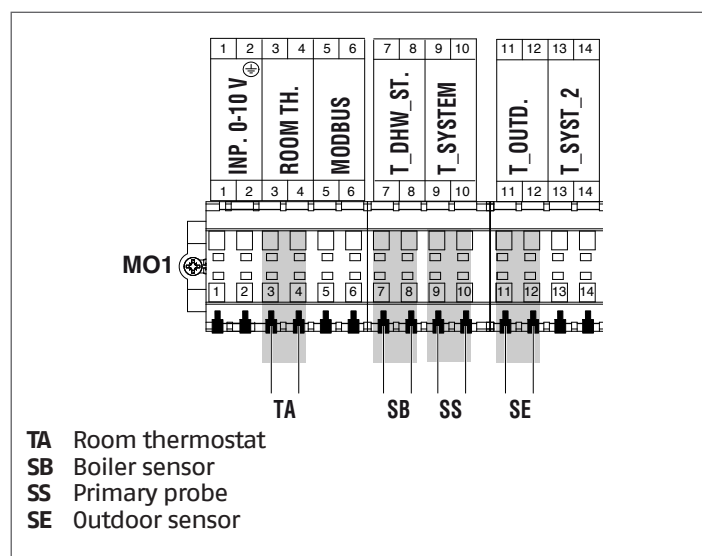 1 2 3 4 5 6 7 8 9 10 11 12 13 14
INP. 0-10 V
ROOM TH.
MODBUS
T_DHW_ST.
T_SYSTEM
T_OUTD.
T_SYST_2
1 2 3 4 5 6 7 8 9 10 11 12 13 14
MO1
1 2 3 4 5 6 7 8 9 10 11 12 13 14
TA SB SS SE
TA Room thermostat
SB Boiler sensor
SS Primary probe
SE Outdoor sensor